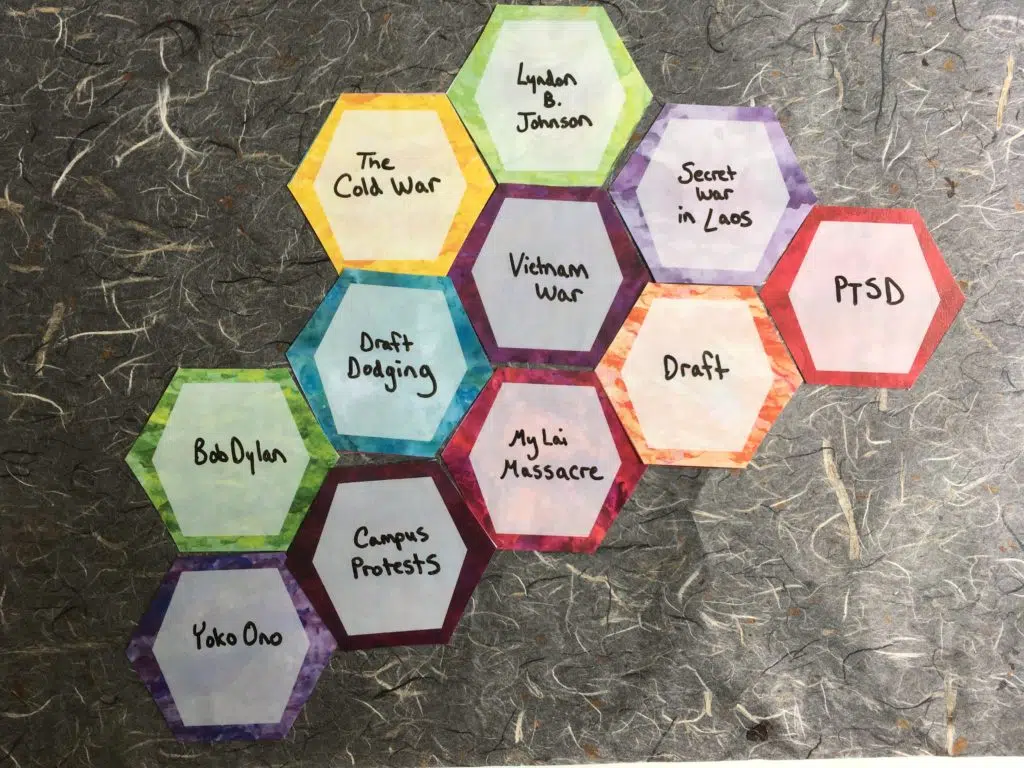 Lyndon
B.
Johnson
The
Cold War
Secret
War
in Laos
Vietnam
War
PTSD
Draft
Dodging
Draft
Bob Dylan
My Lai
Massacre
Campus
Protests
Yoko Ono